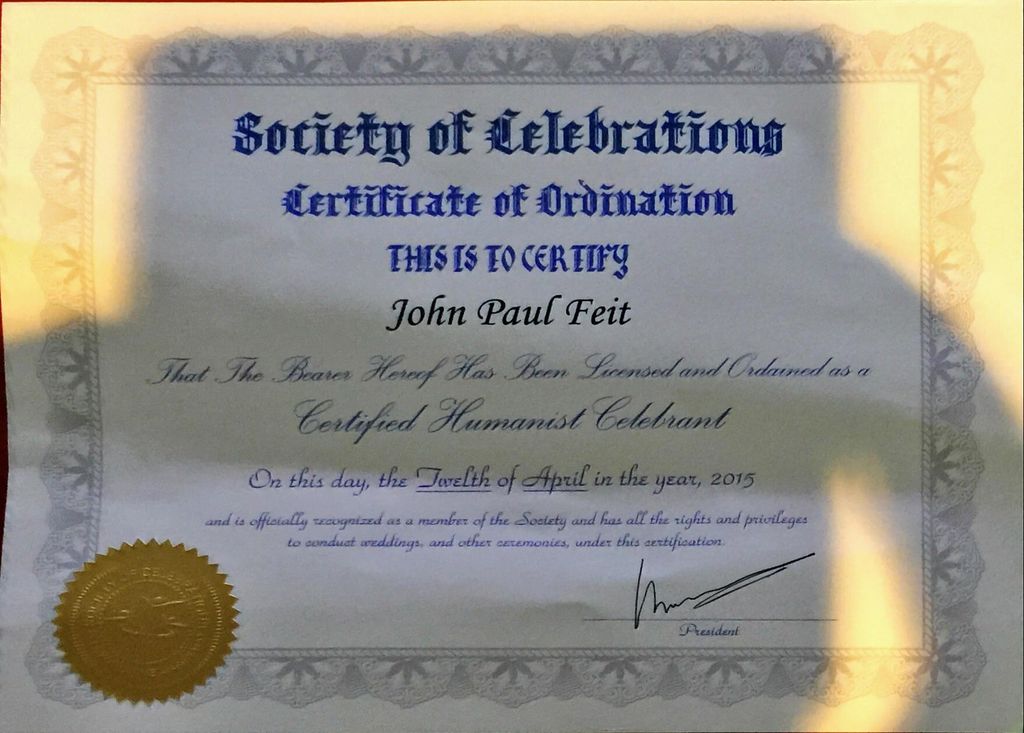 Society of Celebrations
Certificate of Ordination
THIS IS TO CERTIFY
John Paul Feit
That The Bearer Hereof Has Been Licensed and Ordained as a
Certified Humanist Celebrant
On this day, the Twelth of April in the year, 2015
and is officially recognized as a member of the Society and has all the rights and privileges
to conduct weddings, and other ceremonies, under this certification.
President